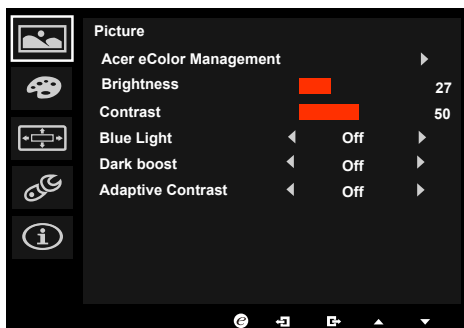 Picture
Acer eColor Management
Brightness 27
Contrast 50
Blue Light Off
Dark boost Off
Adaptive Contrast Off